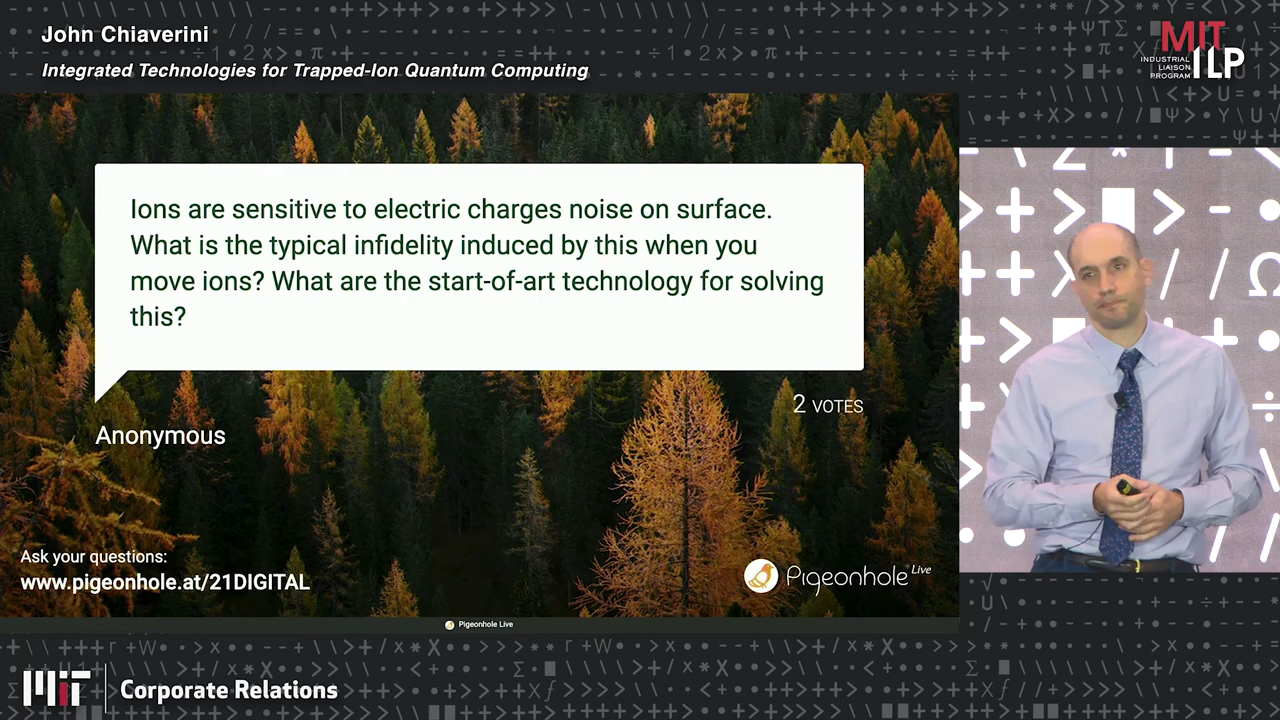 John Chiaverini
Integrated Technologies for Trapped-Ion Quantum Computing
MIT
INDUSTRIAL
LIAISON
PROGRAM
ILP
Ions are sensitive to electric charges noise on surface.
What is the typical infidelity induced by this when you
move ions? What are the start-of-art technology for solving
this?
2 VOTES
Anonymous
Ask your questions:
www.pigeonhole.at/21DIGITAL
Pigeonhole Live
Pigeonhole Live
MIT
Corporate Relations